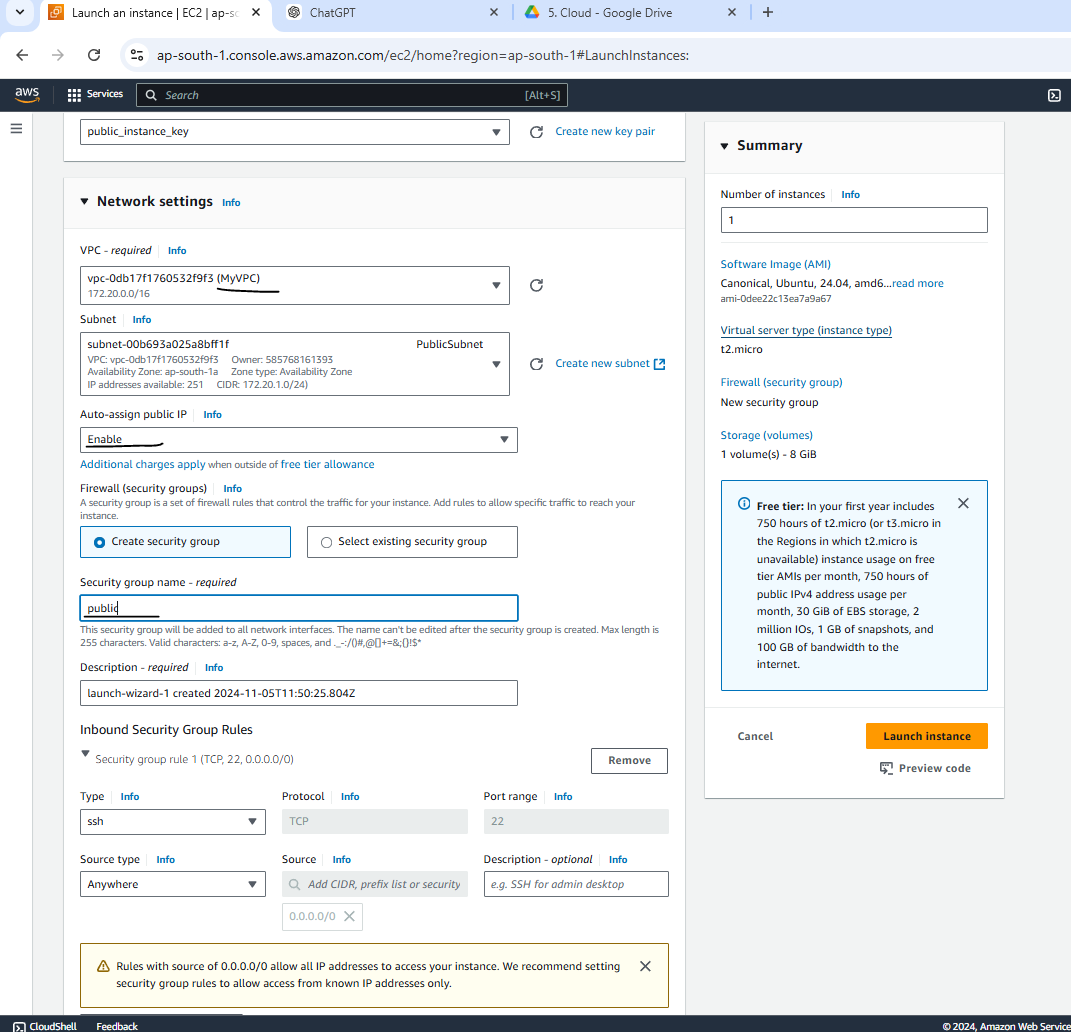 Launch an instance | EC2 | ap-sc
ChatGPT
5. Cloud - Google Drive
ap-south-1.console.aws.amazon.com/ec2/home?region=ap-south-1#LaunchInstances:
aws
Services
Search
[Alt+S]
public_instance_key
Create new key pair
Network settings Info
VPC - required Info
vpc-0db17f1760532f9f3 (MyVPC)
172.20.0.0/16
Subnet Info
subnet-00b693a025a8bff1f PublicSubnet
VPC: vpc-0db17f1760532f9f3 Owner: 585768161393
Availability Zone: ap-south-1a Zone type: Availability Zone
IP addresses available: 251 CIDR: 172.20.1.0/24)
Create new subnet
Auto-assign public IP Info
Enable
Additional charges apply when outside of free tier allowance
Firewall (security groups) Info
A security group is a set of firewall rules that control the traffic for your instance. Add rules to allow specific traffic to reach your
instance.
Create security group
Select existing security group
Security group name - required
public
This security group will be added to all network interfaces. The name can't be edited after the security group is created. Max length is
255 characters. Valid characters: a-z, A-Z, 0-9, spaces, and ._-:/()#,@[]+=&;{}!$*
Description - required Info
launch-wizard-1 created 2024-11-05T11:50:25.804Z
Inbound Security Group Rules
Security group rule 1 (TCP, 22, 0.0.0.0/0)
Remove
Type Info
Protocol Info
Port range Info
ssh
TCP
22
Source type Info
Source Info
Description - optional Info
Anywhere
Add CIDR, prefix list or security
e.g. SSH for admin desktop
0.0.0.0/0
Rules with source of 0.0.0.0/0 allow all IP addresses to access your instance. We recommend setting
security group rules to allow access from known IP addresses only.
Summary
Number of instances Info
1
Software Image (AMI)
Canonical, Ubuntu, 24.04, amd6...read more
ami-0dee22c13ea7a9a67
Virtual server type (instance type)
t2.micro
Firewall (security group)
New security group
Storage (volumes)
1 volume(s) - 8 GiB
Free tier: In your first year includes
750 hours of t2.micro (or t3.micro in
the Regions in which t2.micro is
unavailable) instance usage on free
tier AMIs per month, 750 hours of
public IPv4 address usage per
month, 30 GiB of EBS storage, 2
million IOs, 1 GB of snapshots, and
100 GB of bandwidth to the
internet.
Cancel
Launch instance
Preview code
CloudShell
Feedback
© 2024, Amazon Web Service